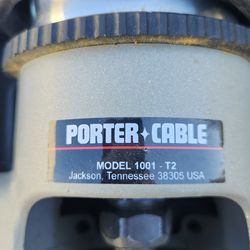 PORTER✦CABLE
MODEL 1001 - T2
Jackson, Tennessee 38305 USA